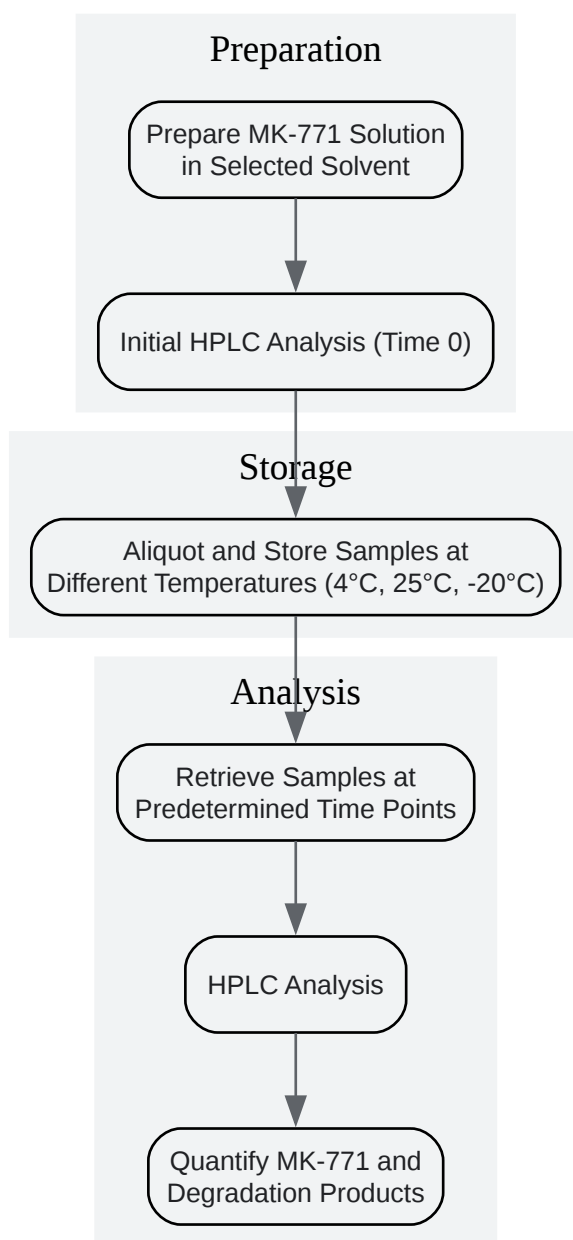 Preparation
Prepare MK-771 Solution
in Selected Solvent
Initial HPLC Analysis (Time 0)
Storage
Aliquot and Store Samples at
Different Temperatures (4°C, 25°C, -20°C)
Analysis
Retrieve Samples at
Predetermined Time Points
HPLC Analysis
Quantify MK-771 and
Degradation Products